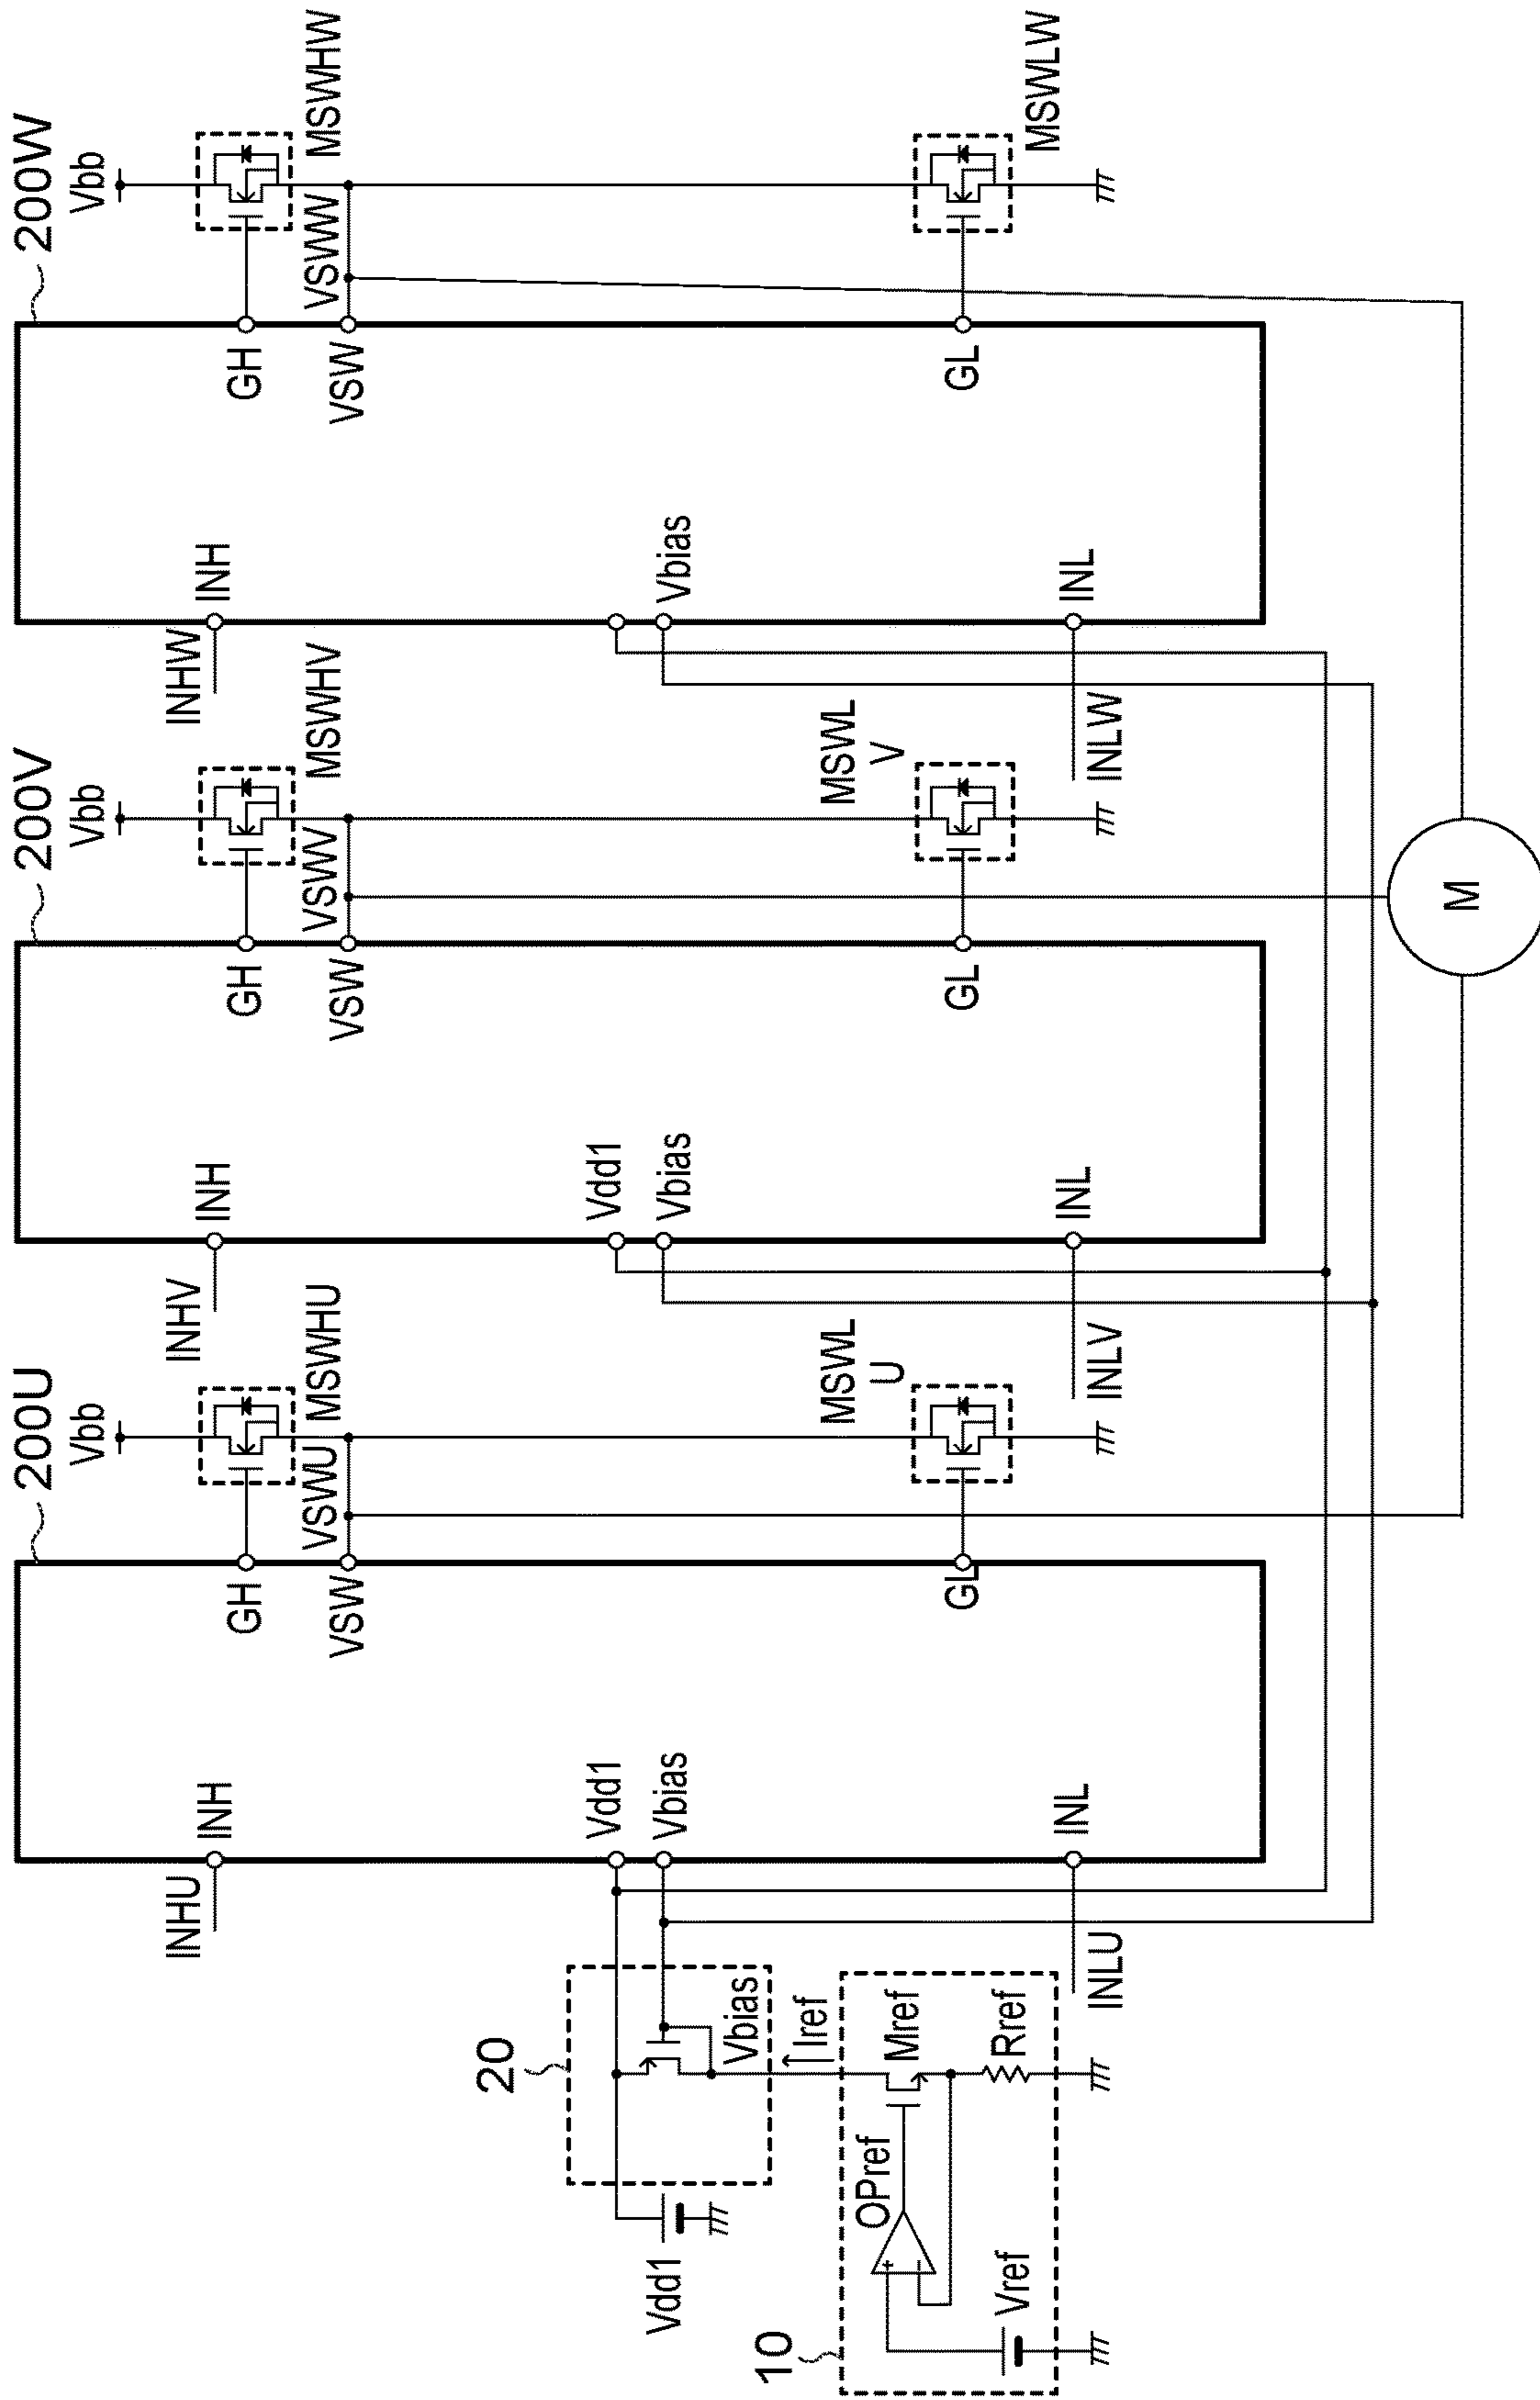 10
Vref
OPref
Mref
Rref
Iref
Vdd1
20
Vbias
200U
INHU
INH
Vdd1
Vbias
INLU
INL
GH
VSW
GL
VSWU
Vbb
MSWHU
MSWL
U
200V
INHV
INH
Vdd1
Vbias
INLV
INL
GH
VSW
GL
VSWV
Vbb
MSWHV
MSWL
V
200W
INHW
INH
Vbias
INLW
INL
GH
VSW
GL
VSWW
Vbb
MSWHW
MSWLW
M